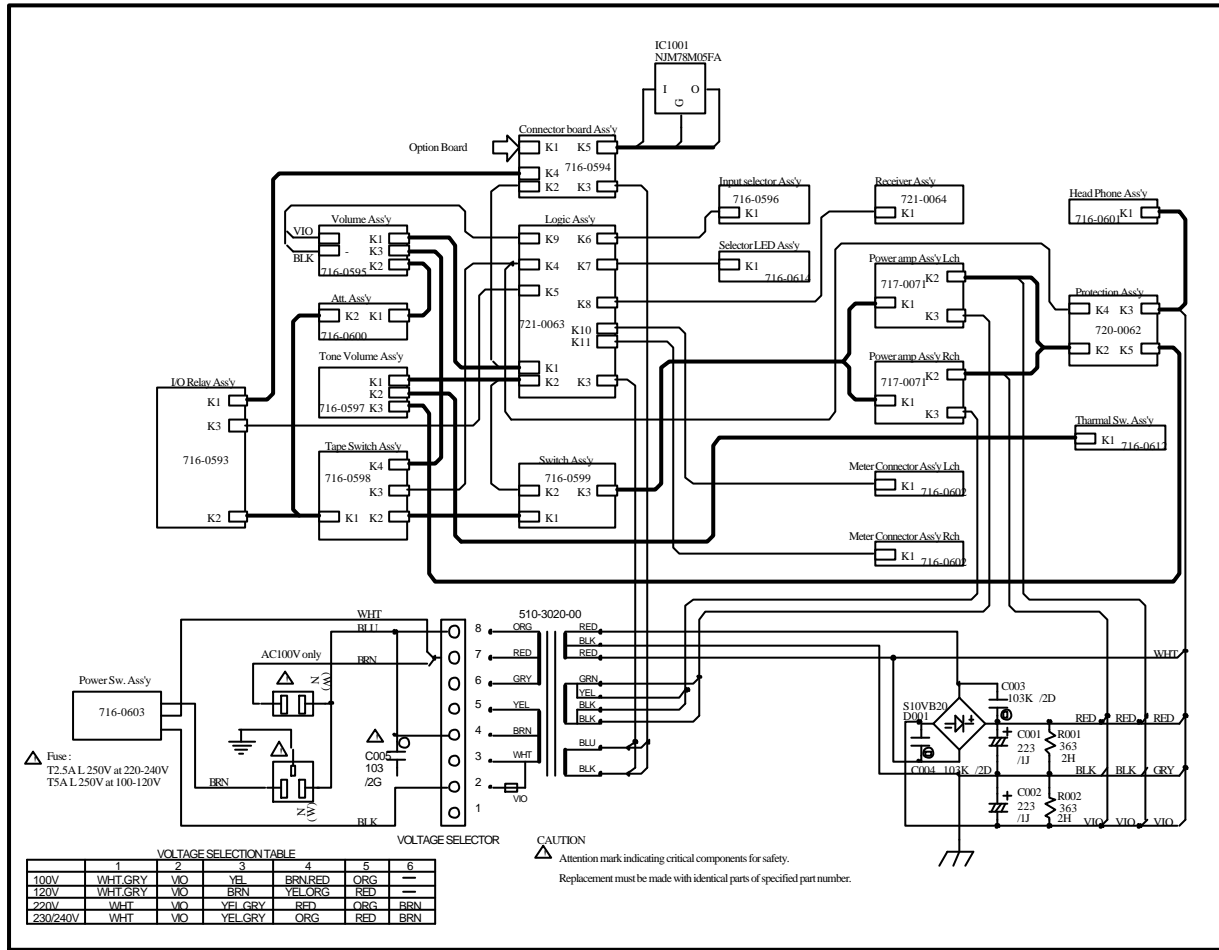 IC1001
NJM78M05FA
I O
G
Connector board Ass'y
Option Board
K1 K5
716-0594
K4
K2 K3
Input selector Ass'y
716-0596
K1
Receiver Ass'y
721-0064
K1
Head Phone Ass'y
K1
716-0601
Volume Ass'y
VIO
BLK
-
K1
K3
K2
716-0595
Logic Ass'y
K9 K6
K4 K7
K5
K8
721-0063
K10
K11
K1
K2 K3
Selector LED Ass'y
K1
716-0614
Power amp Ass'y Lch
717-0071
K2
K1
K3
Protection Ass'y
K4 K3
720-0062
K2 K5
Att. Ass'y
K2 K1
716-0600
Tone Volume Ass'y
K1
K2
716-0597
K3
Power amp Ass'y Rch
717-0071
K2
K1
K3
I/O Relay Ass'y
K1
K3
716-0593
K2
Tape Switch Ass'y
K4
716-0598
K3
K1 K2
Switch Ass'y
716-0599
K2 K3
K1
Tharmal Sw. Ass'y
K1
716-0612
Meter Connector Ass'y Lch
K1
716-0602
Meter Connector Ass'y Rch
K1
716-0602
WHT
BLU
AC100V only
BRN
N
(W)
Power Sw. Ass'y
716-0603
Fuse :
T2.5A L 250V at 220-240V
T5A L 250V at 100-120V
BRN
N
(W)
BLK
C005
103
/2G
8
7
6
5
4
3
2
1
VOLTAGE SELECTOR
510-3020-00
ORG
RED
GRY
YEL
BRN
WHT
VIO
RED
BLK
RED
GRN
YEL
BLK
BLK
BLU
BLK
WHT
S10VB20
D001
C003
103K /2D
C004 103K /2D
C001
223
/1J
R001
363
2H
C002
223
/1J
R002
363
2H
RED RED RED
BLK BLK GRY
VIO VIO VIO
CAUTION
Attention mark indicating critical components for safety.
Replacement must be made with identical parts of specified part number.
VOLTAGE SELECTION TABLE
1 2 3 4 5 6
100V WHT.GRY VIO YEL BRN.RED ORG —
120V WHT.GRY VIO BRN YEL.ORG RED —
220V WHT VIO YEL.GRY RED ORG BRN
230/240V WHT VIO YEL.GRY ORG RED BRN